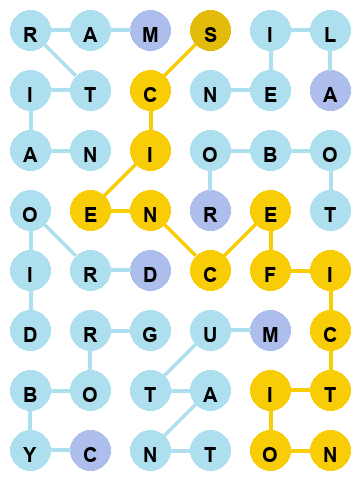 R A M S I L
I T C N E A
A N I O B O
O E N R E T
I R D C F I
D R G U M C
B O T A I T
Y C N T O N